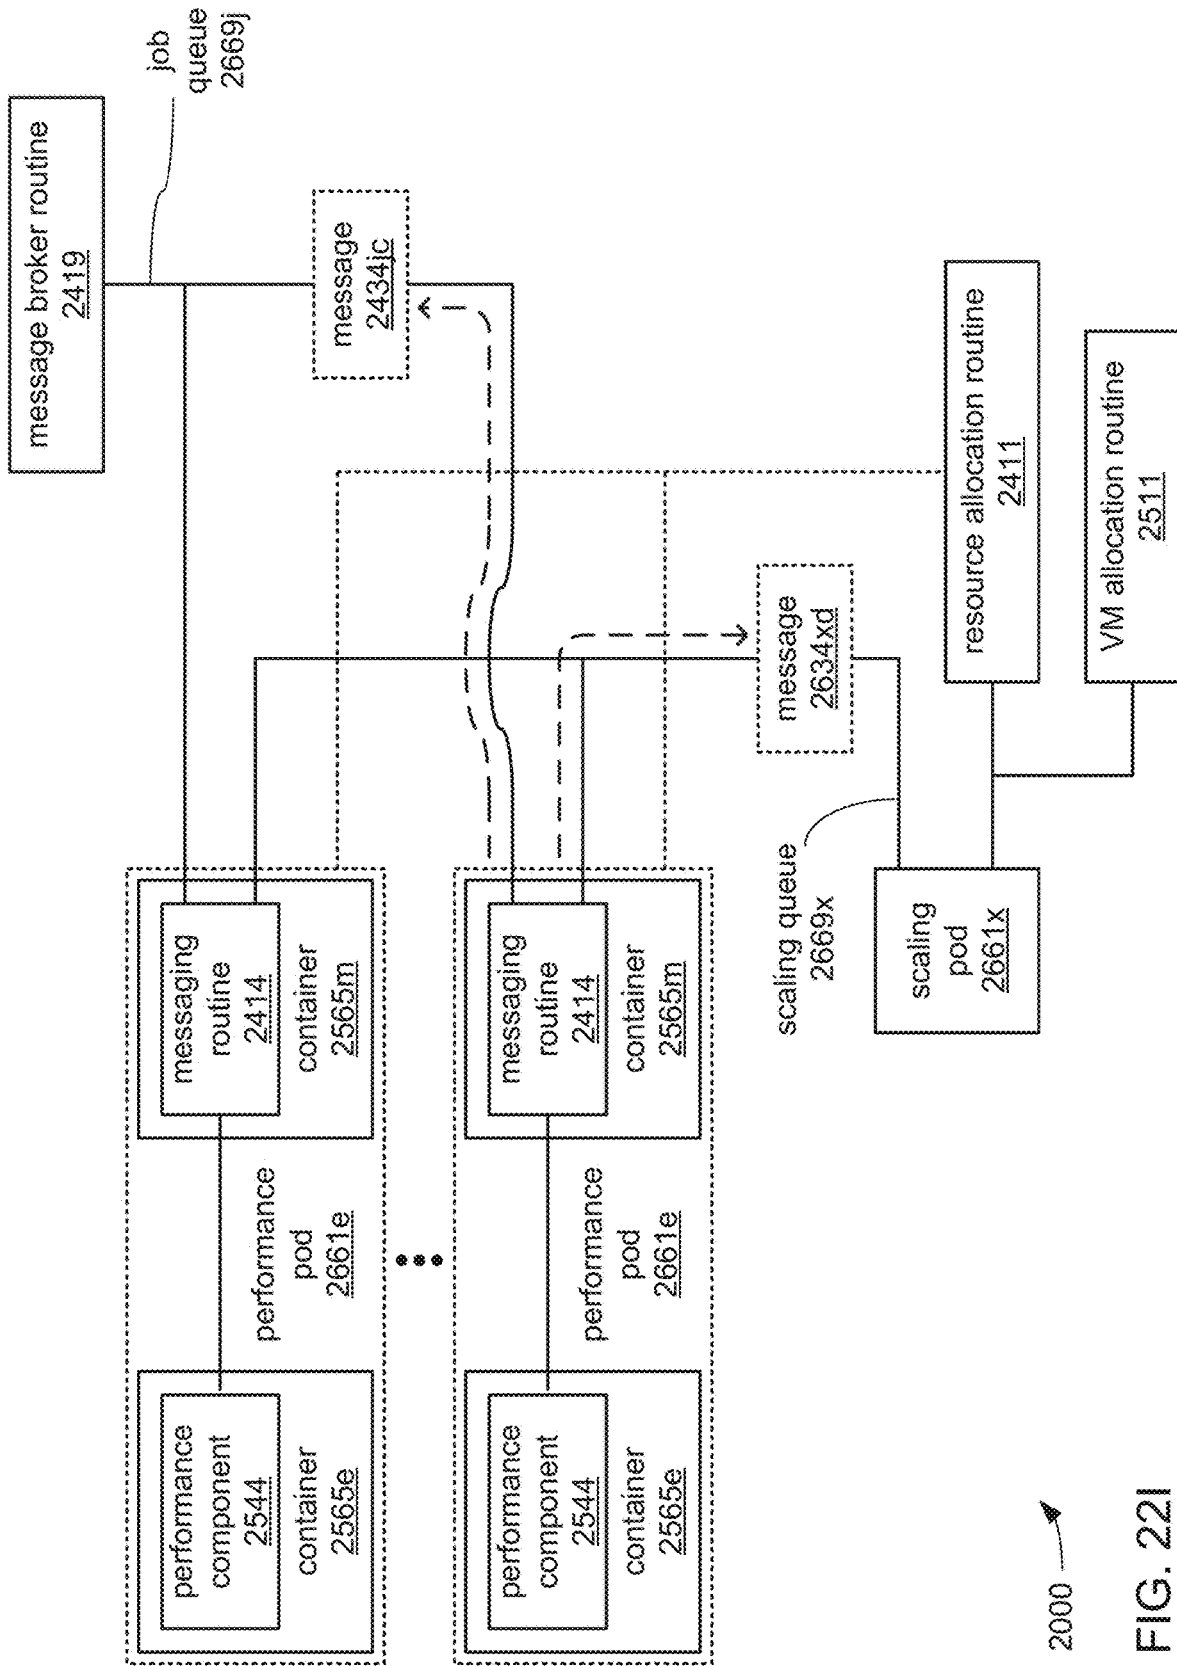 message broker routine
2419
job
queue
2669j
message
2434jc
messaging
routine
2414
container
2565m
performance
component
2544
container
2565e
performance
pod
2661e
messaging
routine
2414
container
2565m
performance
component
2544
container
2565e
performance
pod
2661e
message
2634xd
resource allocation routine
2411
VM allocation routine
2511
scaling queue
2669x
scaling
pod
2661x
2000
FIG. 22I